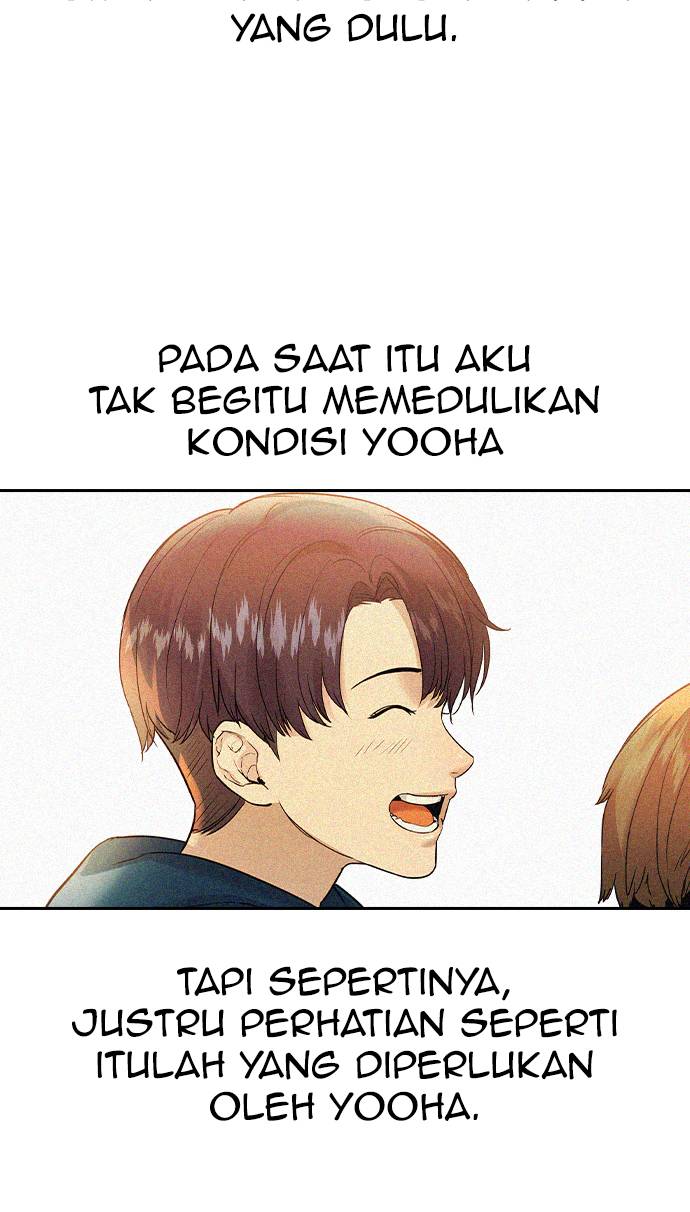 YANG DULU.
PADA SAAT ITU AKU
TAK BEGITU MEMEDULIKAN
KONDISI YOOHA
TAPI SEPERTINYA,
JUSTRU PERHATIAN SEPERTI
ITULAH YANG DIPERLUKAN
OLEH YOOHA.